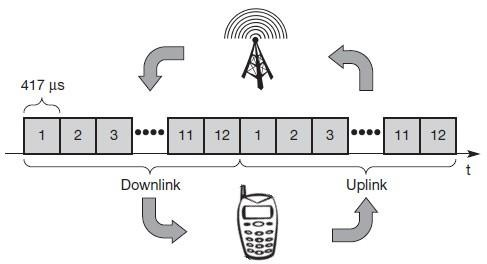 417 µs
1 2 3 •••• 11 12 1 2 3 •••• 11 12
t
Downlink Uplink